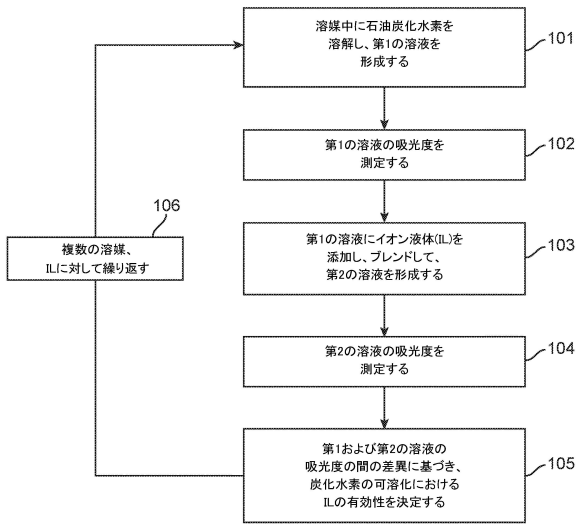 溶媒中に石油炭化水素を
溶解し、第1の溶液を
形成する
101
第1の溶液の吸光度を
測定する
102
第1の溶液にイオン液体(IL)を
添加し、ブレンドして、
第2の溶液を形成する
103
第2の溶液の吸光度を
測定する
104
第1および第2の溶液の
吸光度の間の差異に基づき、
炭化水素の可溶化における
ILの有効性を決定する
105
複数の溶媒、
ILに対して繰り返す
106